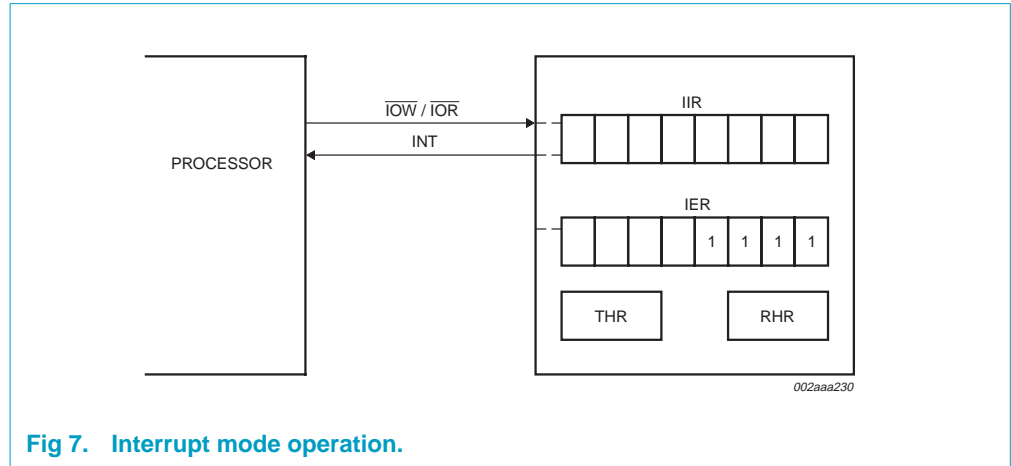 IOW / IOR
IIR
INT
PROCESSOR
IER
1 1 1 1
THR
RHR
002aaa230
Fig 7. Interrupt mode operation.